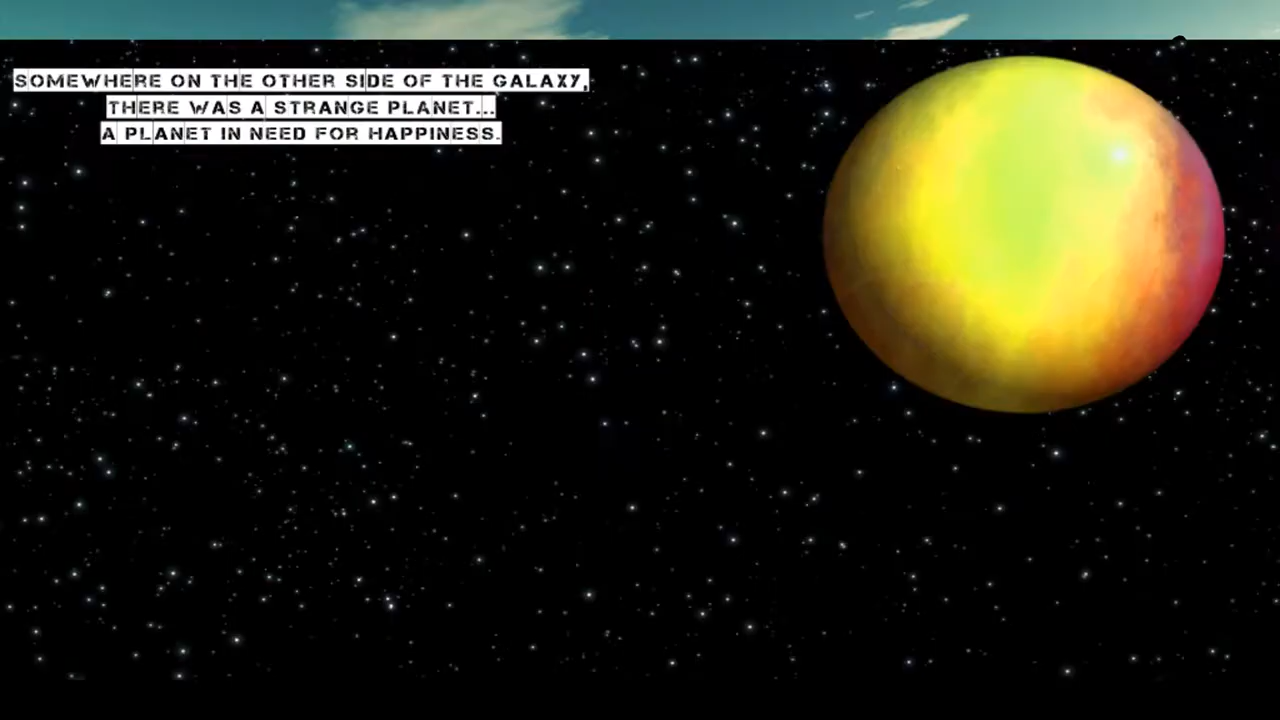 SOMEWHERE ON THE OTHER SIDE OF THE GALAXY,
THERE WAS A STRANGE PLANET...
A PLANET IN NEED FOR HAPPINESS.